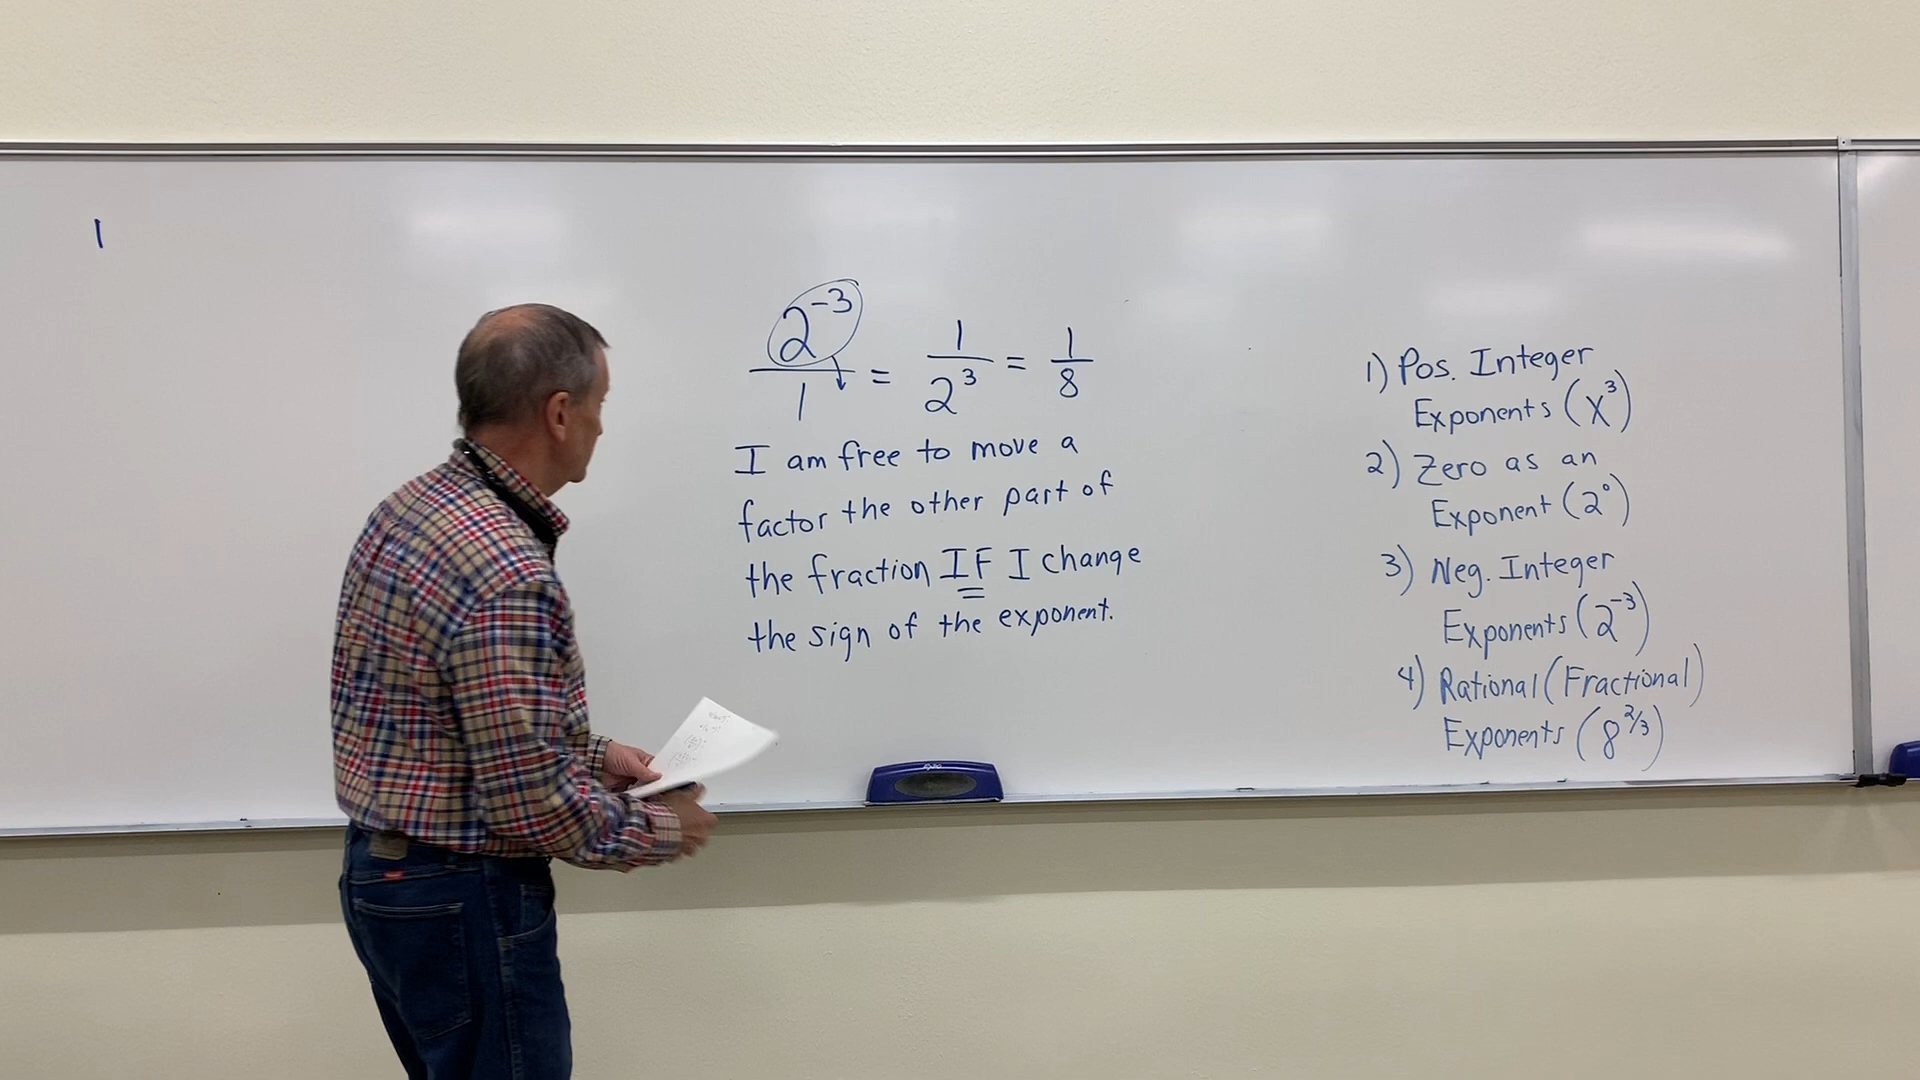 1
2⁻³/1 = 1/2³ = 1/8
I am free to move a
factor the other part of
the fraction IF I change
the sign of the exponent.
1) Pos. Integer
Exponents (x³)
2) Zero as an
Exponent (2⁰)
3) Neg. Integer
Exponents (2⁻³)
4) Rational (Fractional)
Exponents (8^2/3)